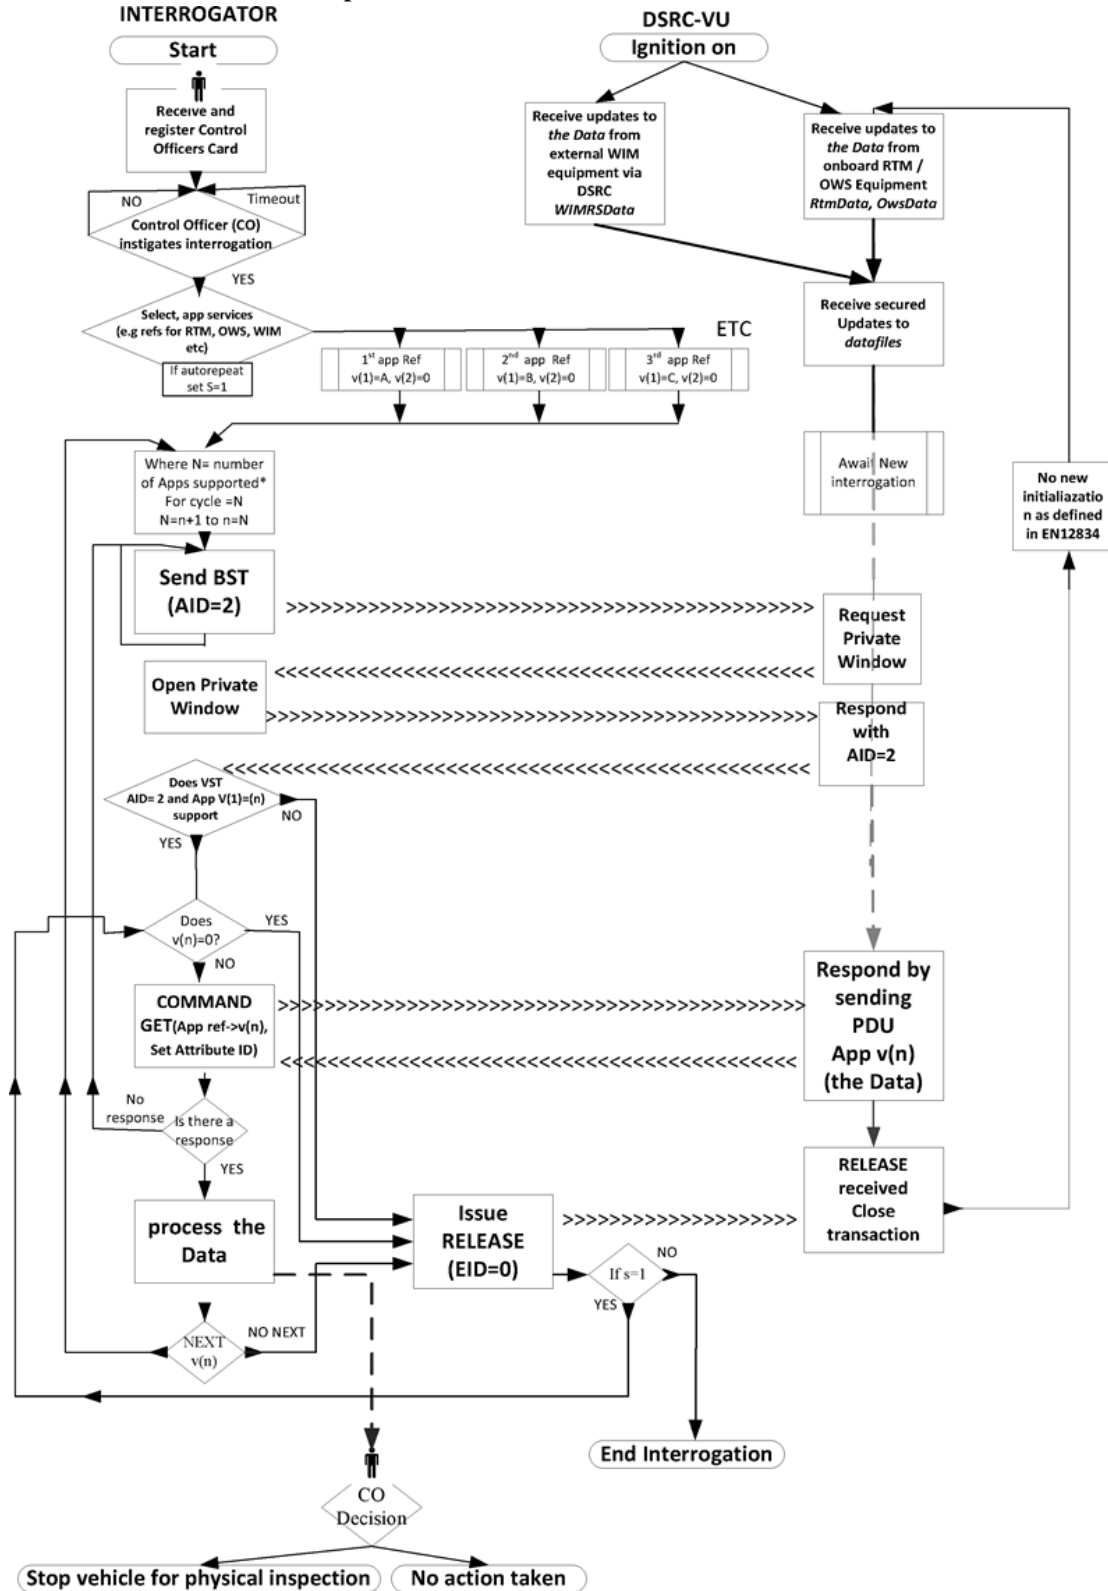 INTERROGATOR
Start
Receive and
register Control
Officers Card
NO
Timeout
Control Officer (CO)
instigates interrogation
YES
Select, app services
(e.g refs for RTM, OWS, WIM
etc)
If autorepeat
set S=1
1st app Ref
v(1)=A, v(2)=0
2nd app Ref
v(1)=B, v(2)=0
3rd app Ref
v(1)=C, v(2)=0
ETC
Where N= number
of Apps supported*
For cycle =N
N=n+1 to n=N
Send BST
(AID=2)
>>>>>>>>>>>>>>>>>>>>>>>>>>>>>>>>>>>>>>>>>>>>>
<<<<<<<<<<<<<<<<<<<<<<<<<<<<<<<<<<<<<<<<<<<<<<
Open Private
Window
>>>>>>>>>>>>>>>>>>>>>>>>>>>>>>>>>>>>>>>>>>>>>>>
<<<<<<<<<<<<<<<<<<<<<<<<<<<<<<<<<<<<<<<<<<<<<<<<<<
Does VST
AID= 2 and App V(1)=(n)
support
NO
YES
Does
v(n)=0?
YES
NO
COMMAND
GET(App ref->v(n),
Set Attribute ID)
>>>>>>>>>>>>>>>>>>>>>>>>>>>>>>>>>>>>>>>>>>>>>
<<<<<<<<<<<<<<<<<<<<<<<<<<<<<<<<<<<<<<<<<<<<
No
response
Is there a
response
YES
process the
Data
NEXT
v(n)
NO NEXT
Issue
RELEASE
(EID=0)
>>>>>>>>>>>>>>>>>>>>
If s=1
NO
YES
End Interrogation
CO
Decision
Stop vehicle for physical inspection
No action taken
DSRC-VU
Ignition on
Receive updates to
the Data from
external WIM
equipment via
DSRC
WIMRSData
Receive updates to
the Data from
onboard RTM /
OWS Equipment
RtmData, OwsData
Receive secured
Updates to
datafiles
Await New
interrogation
No new
initialiazatio
n as defined
in EN12834
Request
Private
Window
Respond
with
AID=2
Respond by
sending
PDU
App v(n)
(the Data)
RELEASE
received
Close
transaction